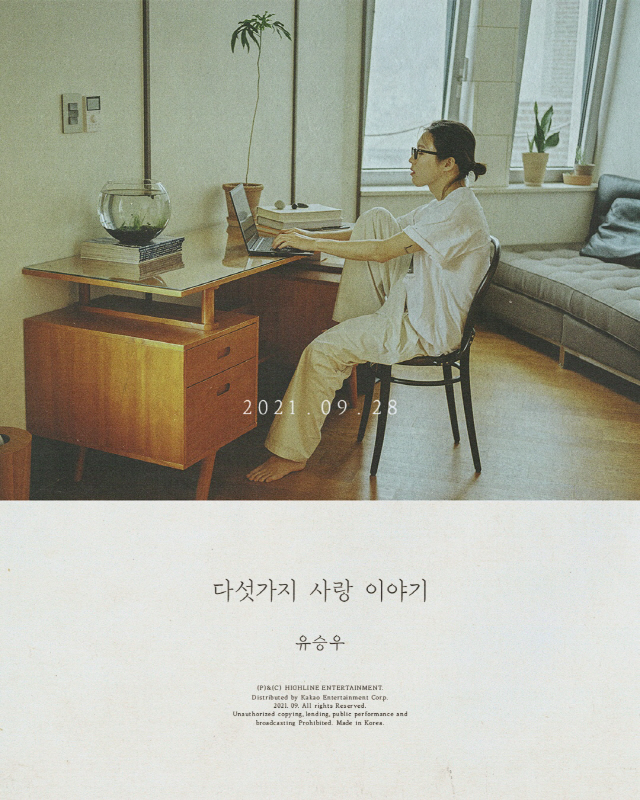 2021.09.28
다섯가지 사랑 이야기
유승우
(P)&(C) HIGHLINE ENTERTAINMENT.
Distributed by Kakao Entertainment Corp.
2021. 09. All rights Reserved.
Unauthorized copying, lending, public performance and
broadcasting Prohibited. Made in Korea.